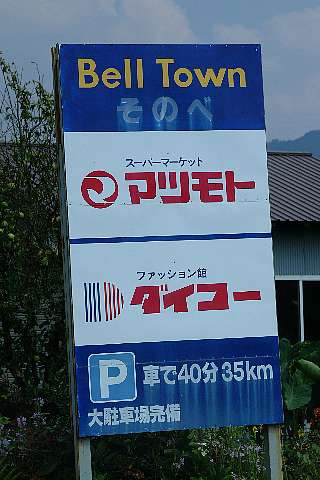 Bell Town
そのべ
スーパーマーケット
マツモト
ファッション館
ダイコー
P 車で40分 35km
大駐車場完備